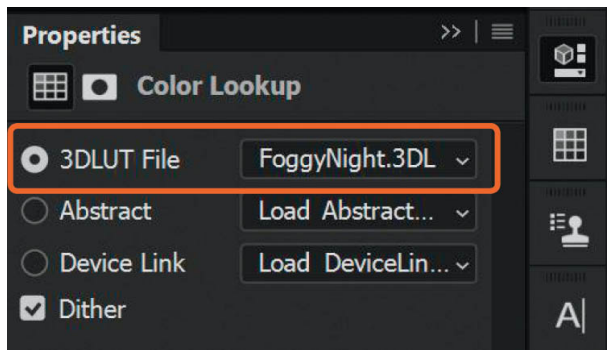 Properties
Color Lookup
3DLUT File FoggyNight.3DL
Abstract Load Abstract...
Device Link Load DeviceLin...
Dither
A